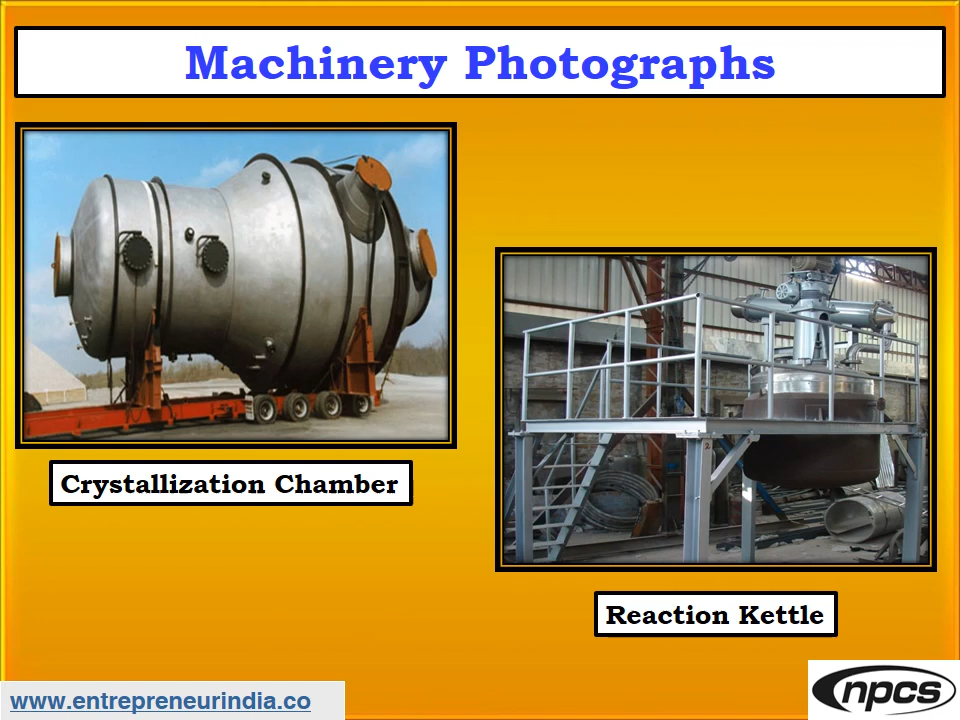 Machinery Photographs
Crystallization Chamber
Reaction Kettle
www.entrepreneurindia.co
npcs